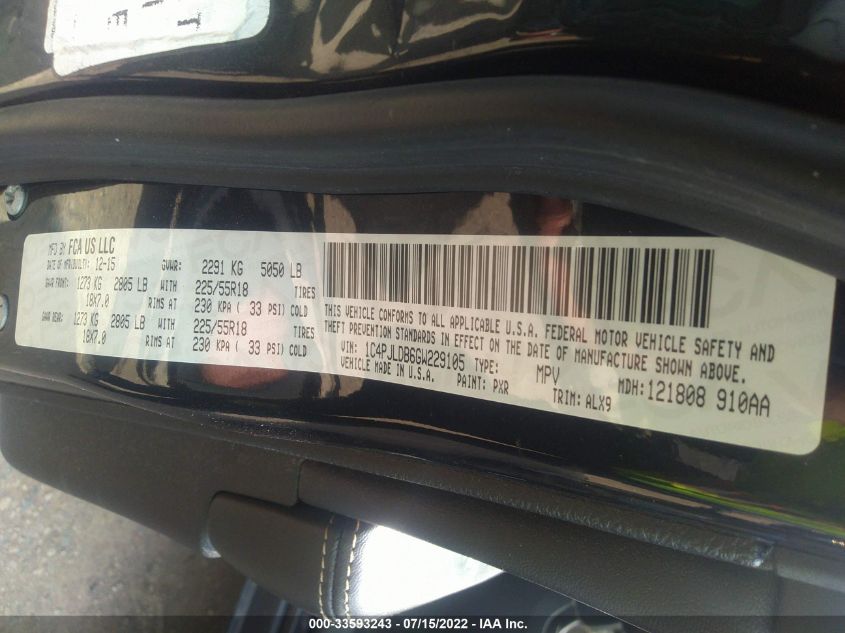 T
E
MFD BY FCA US LLC
DATE OF MFR(BUILT): 12-15 GVWR: 2291 KG 5050 LB
GAWR FRONT: 1273 KG 2805 LB WITH 225/55R18 TIRES
18X7.0 RIMS AT 230 KPA ( 33 PSI) COLD
GWR REAR: 1273 KG 2805 LB WITH 225/55R18 TIRES
18X7.0 RIMS AT 230 KPA ( 33 PSI) COLD
THIS VEHICLE CONFORMS TO ALL APPLICABLE U.S.A. FEDERAL MOTOR VEHICLE SAFETY AND
THEFT PREVENTION STANDARDS IN EFFECT ON THE DATE OF MANUFACTURE SHOWN ABOVE.
VIN: 1C4PJLDB6GW229105 TYPE: MPV MDH: 121808 910AA
VEHICLE MADE IN U.S.A. PAINT: PXR TRIM: ALX9
000-33593243 / 07/15/2022 / IAA Inc.